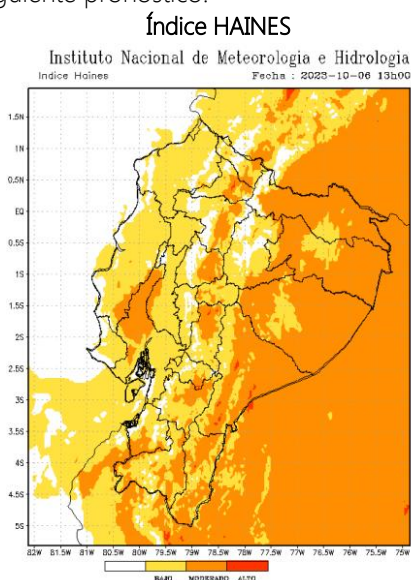 guiente pronóstico:
Índice HAINES
Instituto Nacional de Meteorologia e Hidrologia
Indice Haines
Fecha : 2023-10-06 13h00
1.5N
1N
0.5N
EQ
0.5S
1S
1.5S
2S
2.5S
3S
3.5S
4S
4.5S
5S
82W 81.5W 81W 80.5W 80W 79.5W 79W 78.5W 78W 77.5W 77W 76.5W 76W 75.5W 75W
BAJO MODERADO ALTO